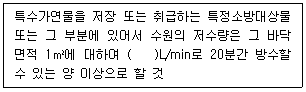 특수가연물을 저장 또는 취급하는 특정소방대상물
또는 그 부분에 있어서 수원의 저수량은 그 바닥
면적 1㎡에 대하여 (   )L/min로 20분간 방수할
수 있는 양 이상으로 할 것